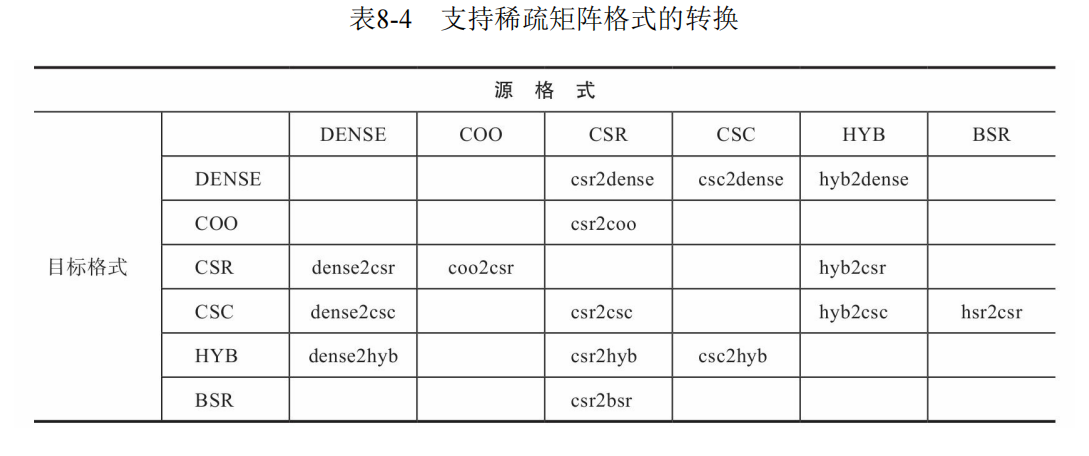 表8-4 支持稀疏矩阵格式的转换
源 格 式
DENSE COO CSR CSC HYB BSR
DENSE csr2dense csc2dense hyb2dense
COO csr2coo
目标格式 CSR dense2csr coo2csr hyb2csr
CSC dense2csc csr2csc hyb2csc hsr2csr
HYB dense2hyb csr2hyb csc2hyb
BSR csr2bsr